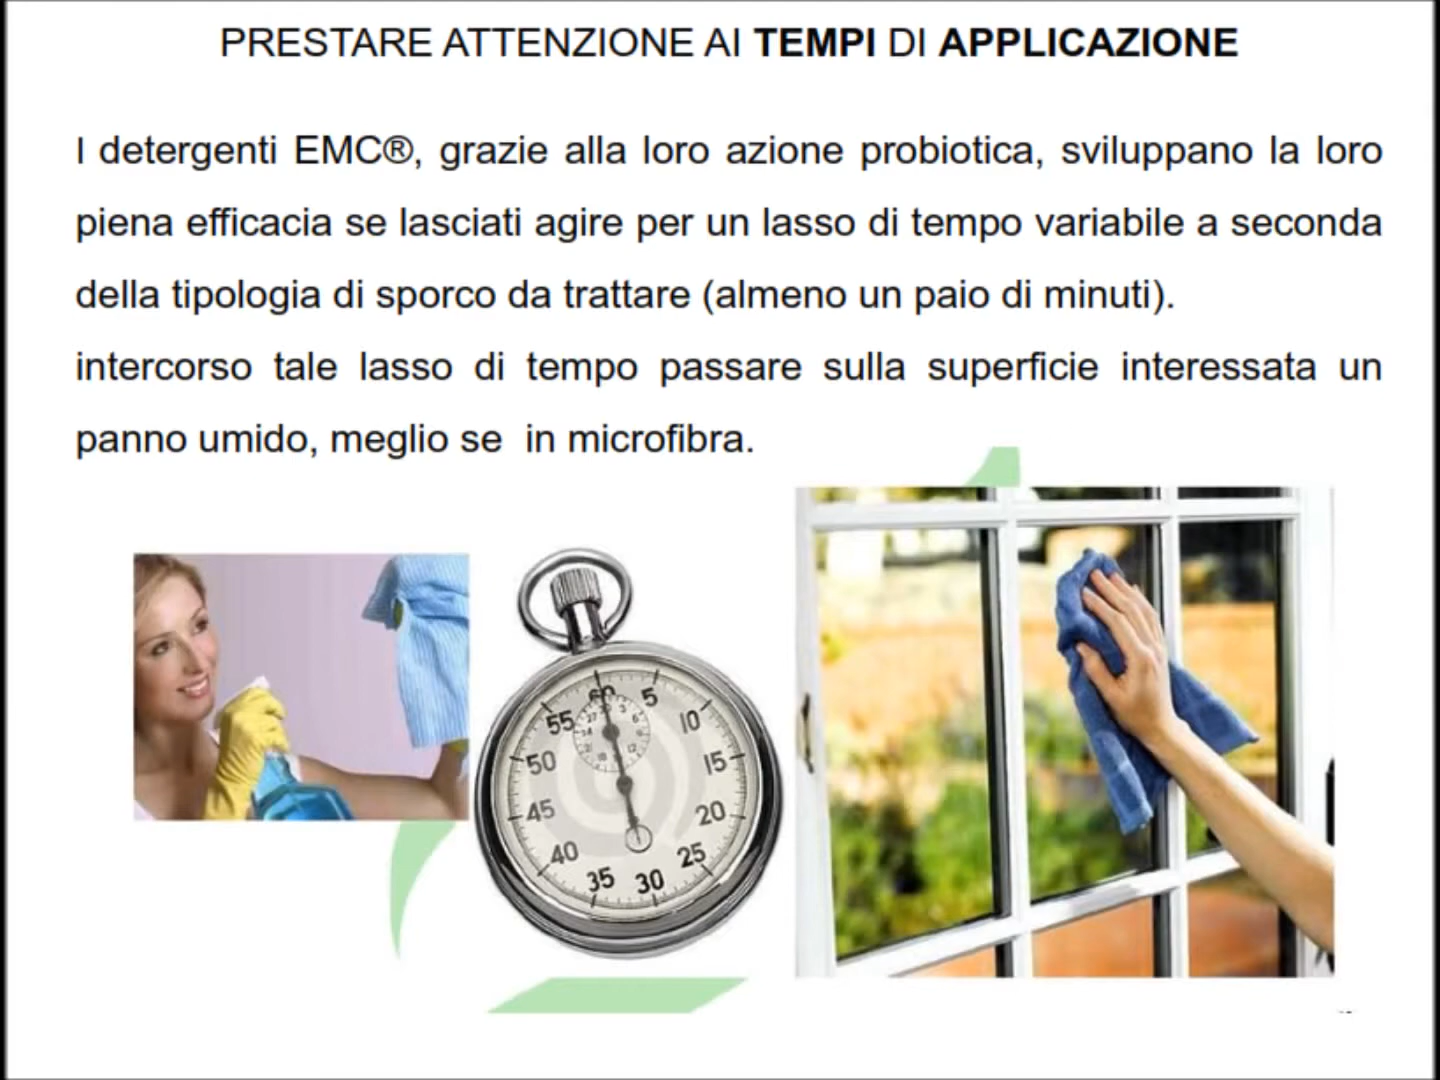 PRESTARE ATTENZIONE AI TEMPI DI APPLICAZIONE
I detergenti EMC®, grazie alla loro azione probiotica, sviluppano la loro
piena efficacia se lasciati agire per un lasso di tempo variabile a seconda
della tipologia di sporco da trattare (almeno un paio di minuti).
intercorso tale lasso di tempo passare sulla superficie interessata un
panno umido, meglio se in microfibra.
60
5
10
15
20
25
30
35
40
45
50
55